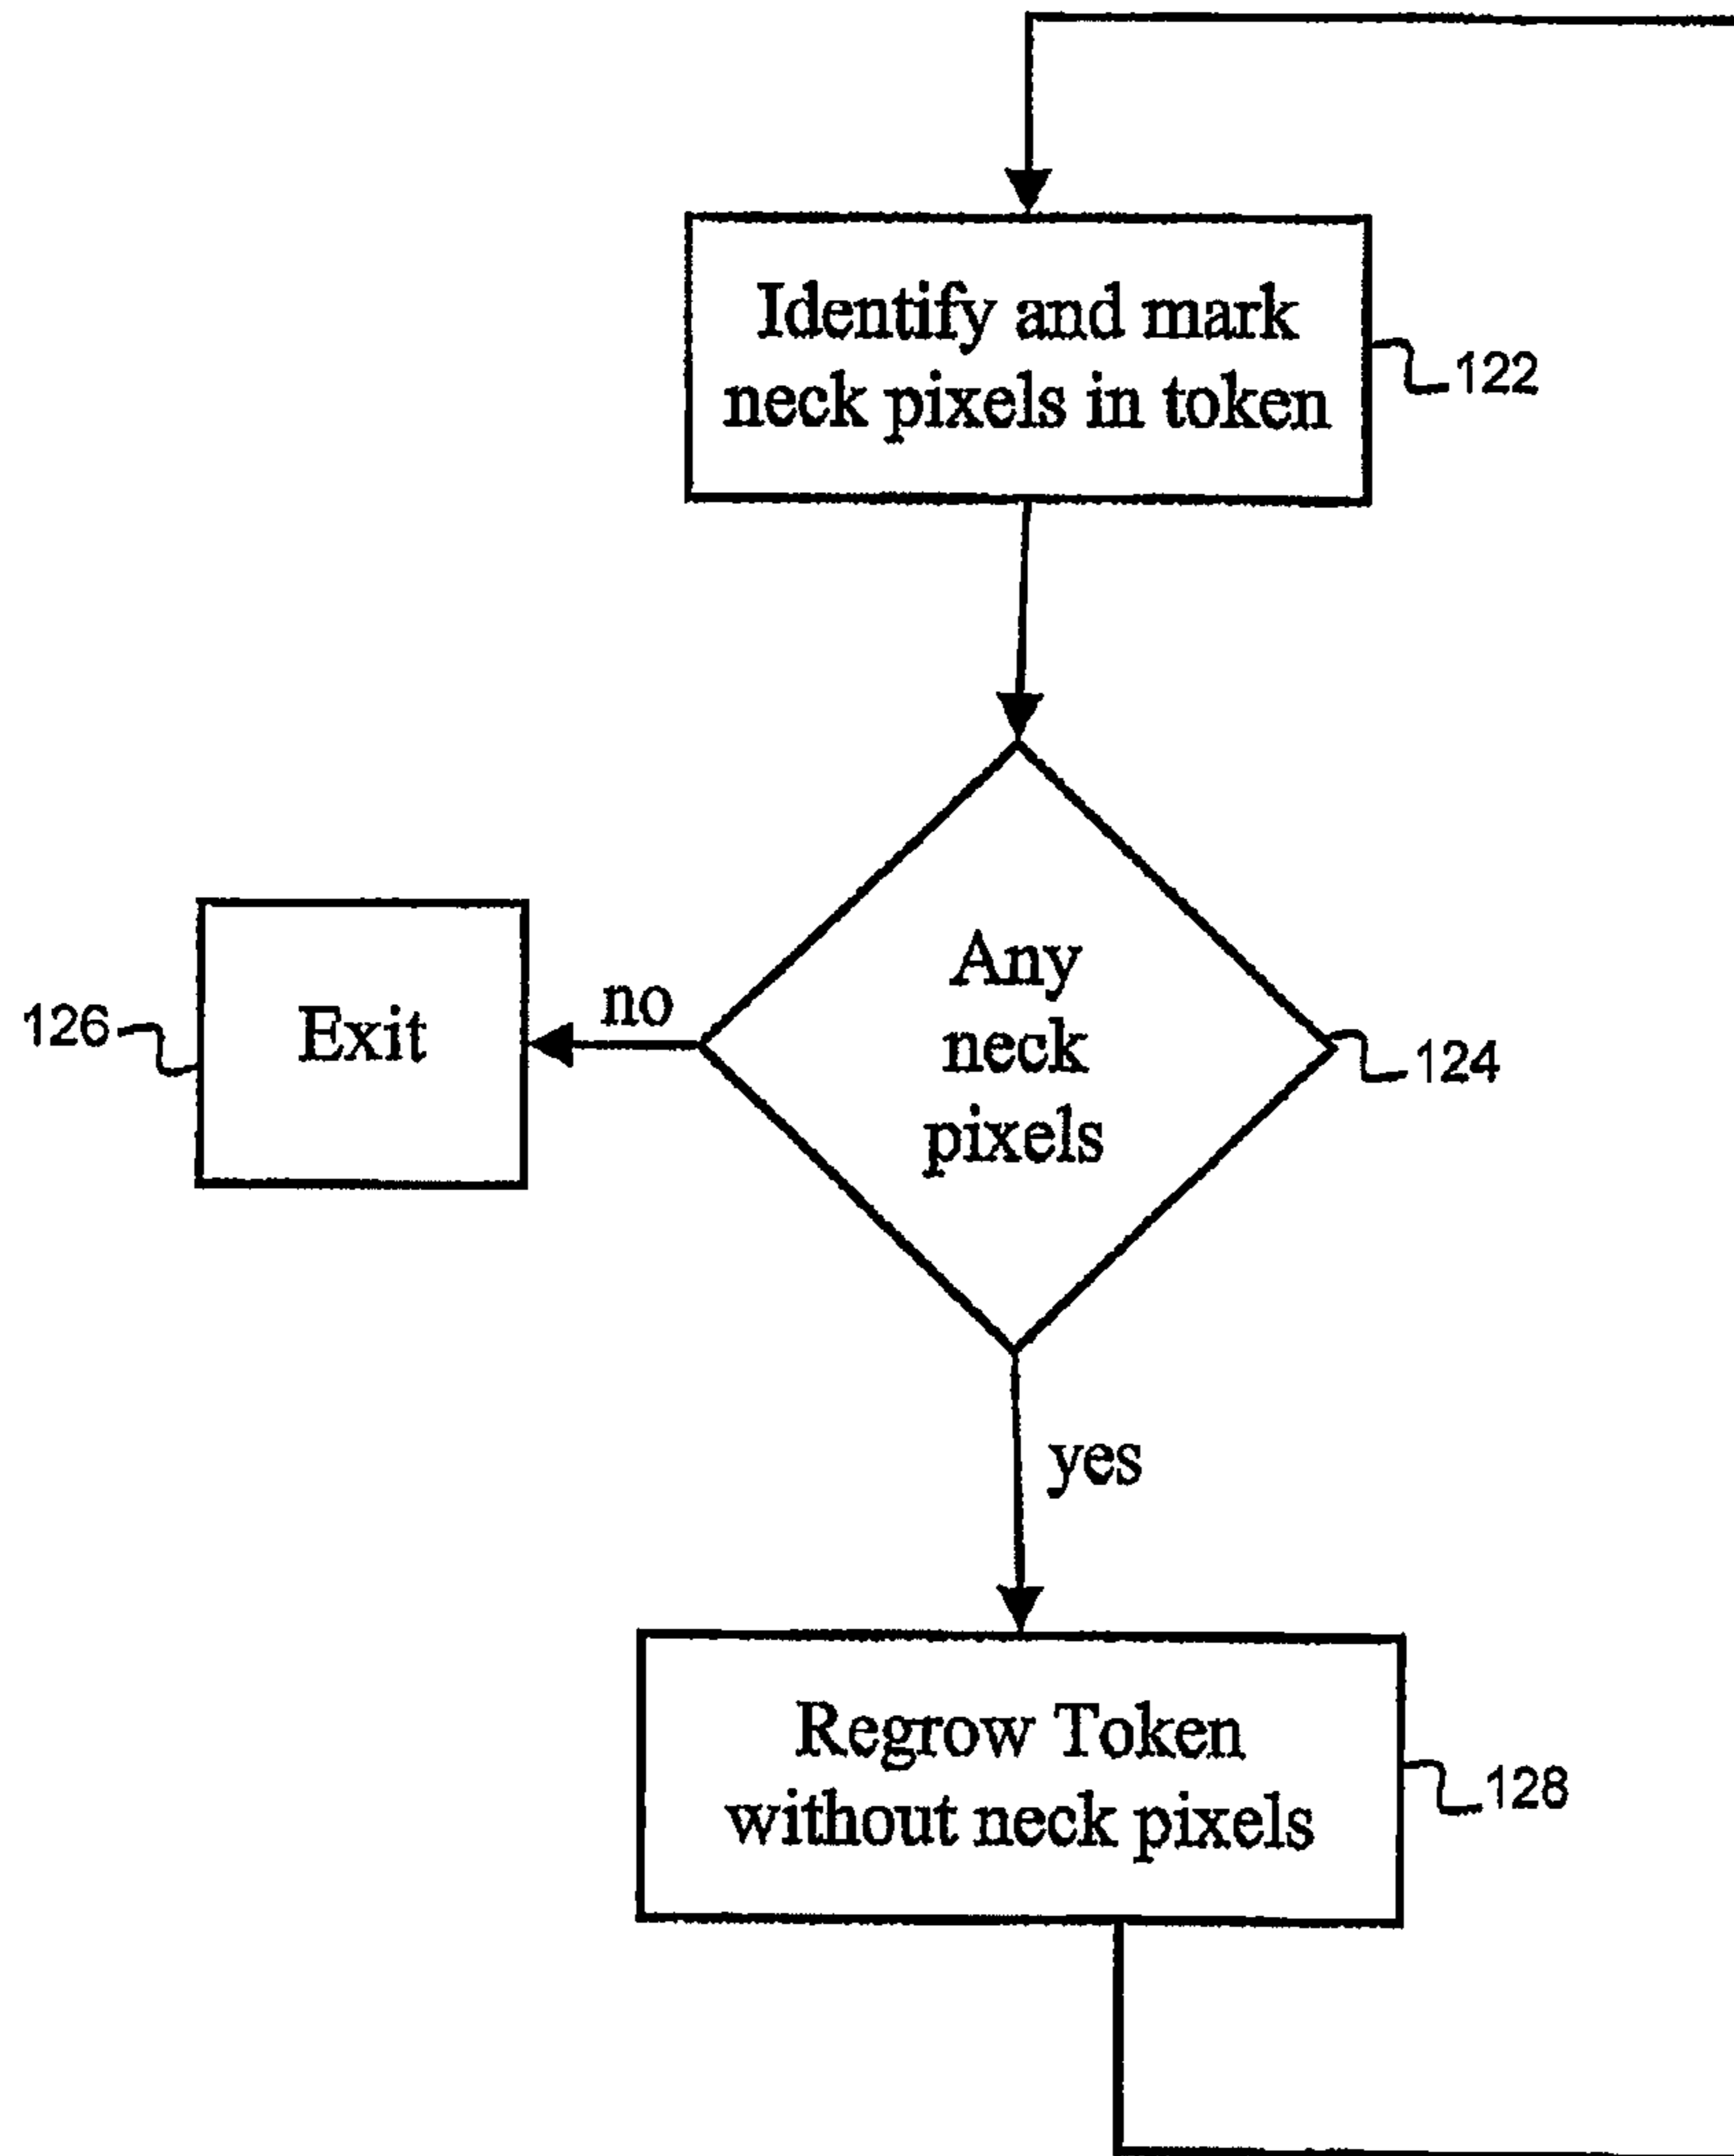 Identify and mark
neck pixels in token
122
Any
neck
pixels
124
no
Exit
126
yes
Regrow Token
without neck pixels
128